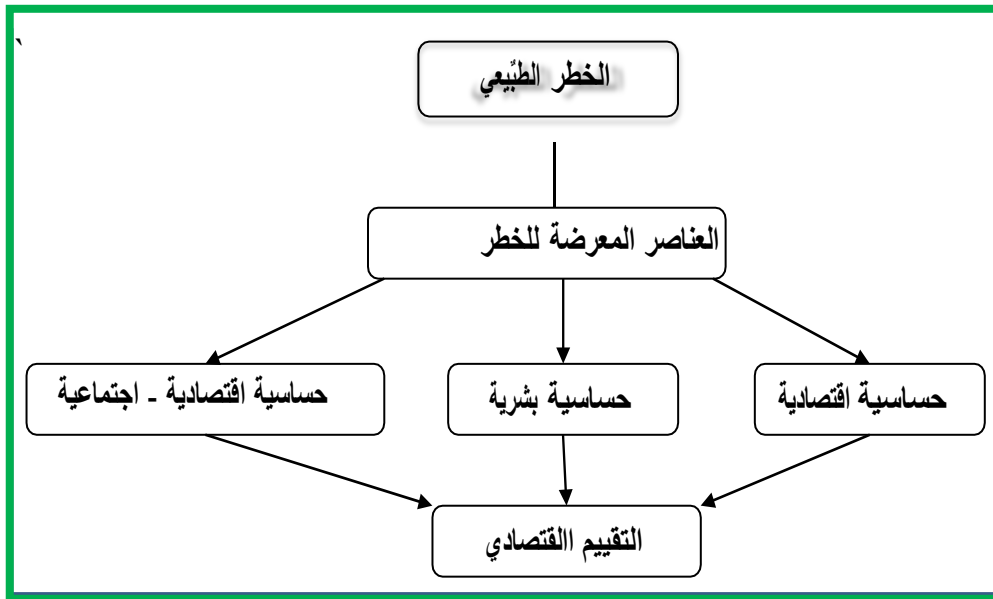 الخطر الطبٌيعي
العناصر المعرضة للخطر
حساسية اقتصادية
حساسية بشرية
حساسية اقتصادية - اجتماعية
التقييم االقتصادي